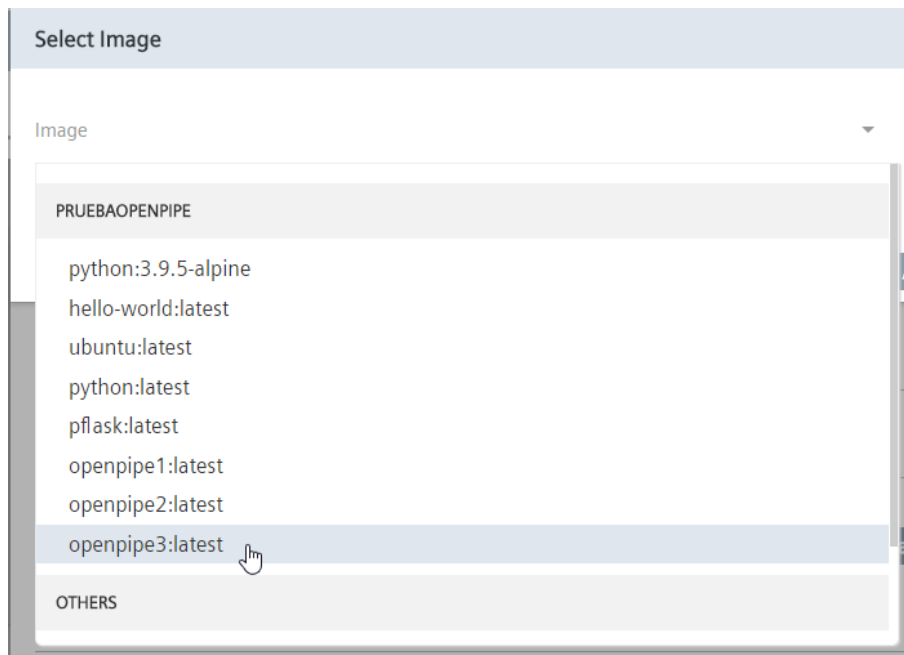 Select Image
Image
PRUEBAOPENPIPE
python:3.9.5-alpine
hello-world:latest
ubuntu:latest
python:latest
pflask:latest
openpipe1:latest
openpipe2:latest
openpipe3:latest
OTHERS